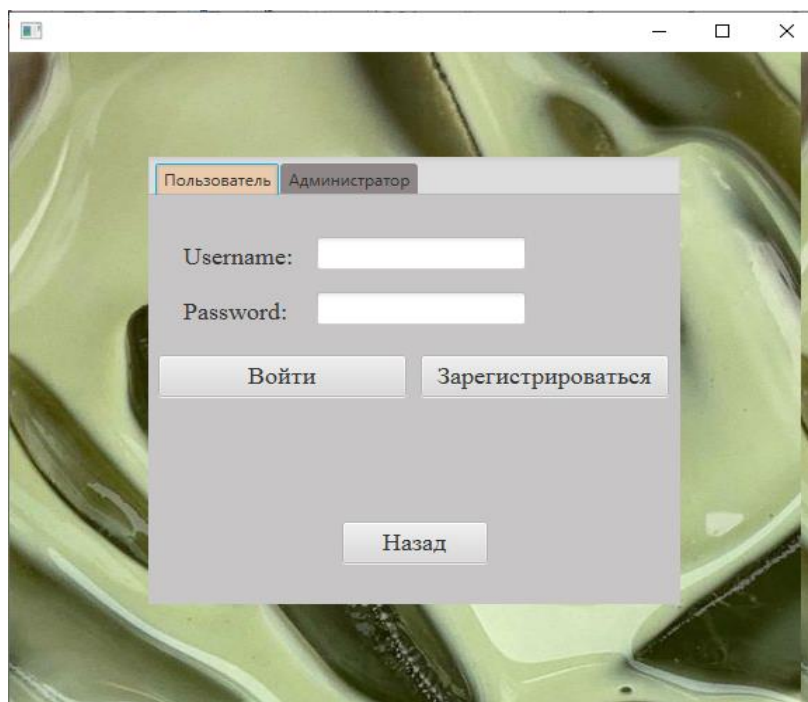 Пользователь Администратор
Username:
Password:
Войти Зарегистрироваться
Назад